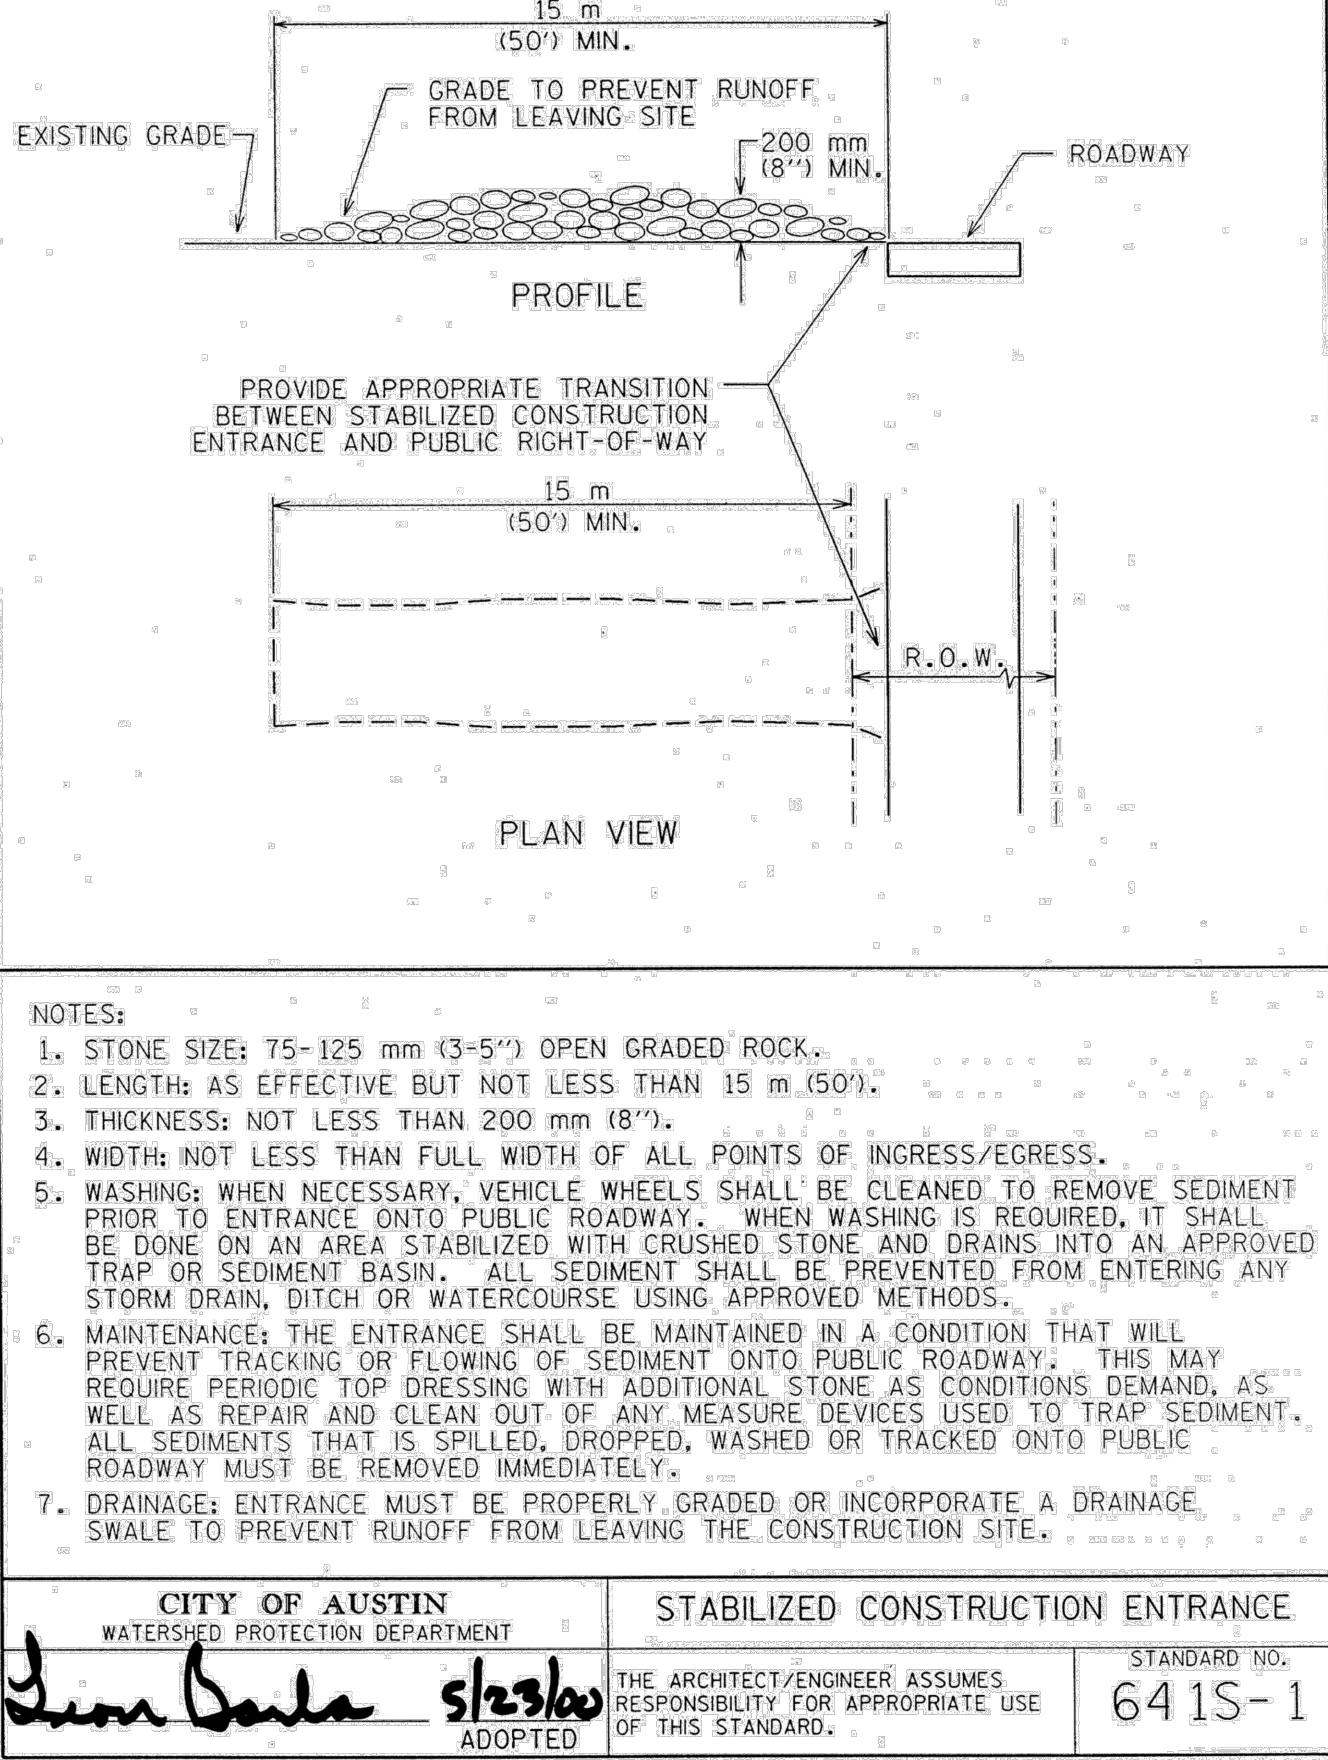 15 m
(50') MIN.
GRADE TO PREVENT RUNOFF
FROM LEAVING SITE
EXISTING GRADE
200 mm
(8") MIN.
ROADWAY
PROFILE
PROVIDE APPROPRIATE TRANSITION
BETWEEN STABILIZED CONSTRUCTION
ENTRANCE AND PUBLIC RIGHT-OF-WAY
15 m
(50') MIN.
R.O.W.
PLAN VIEW
NOTES:
1. STONE SIZE: 75-125 mm (3-5") OPEN GRADED ROCK.
2. LENGTH: AS EFFECTIVE BUT NOT LESS THAN 15 m (50').
3. THICKNESS: NOT LESS THAN 200 mm (8").
4. WIDTH: NOT LESS THAN FULL WIDTH OF ALL POINTS OF INGRESS/EGRESS.
5. WASHING: WHEN NECESSARY, VEHICLE WHEELS SHALL BE CLEANED TO REMOVE SEDIMENT
PRIOR TO ENTRANCE ONTO PUBLIC ROADWAY. WHEN WASHING IS REQUIRED, IT SHALL
BE DONE ON AN AREA STABILIZED WITH CRUSHED STONE AND DRAINS INTO AN APPROVED
TRAP OR SEDIMENT BASIN. ALL SEDIMENT SHALL BE PREVENTED FROM ENTERING ANY
STORM DRAIN, DITCH OR WATERCOURSE USING APPROVED METHODS.
6. MAINTENANCE: THE ENTRANCE SHALL BE MAINTAINED IN A CONDITION THAT WILL
PREVENT TRACKING OR FLOWING OF SEDIMENT ONTO PUBLIC ROADWAY. THIS MAY
REQUIRE PERIODIC TOP DRESSING WITH ADDITIONAL STONE AS CONDITIONS DEMAND, AS
WELL AS REPAIR AND CLEAN OUT OF ANY MEASURE DEVICES USED TO TRAP SEDIMENT.
ALL SEDIMENTS THAT IS SPILLED, DROPPED, WASHED OR TRACKED ONTO PUBLIC
ROADWAY MUST BE REMOVED IMMEDIATELY.
7. DRAINAGE: ENTRANCE MUST BE PROPERLY GRADED OR INCORPORATE A DRAINAGE
SWALE TO PREVENT RUNOFF FROM LEAVING THE CONSTRUCTION SITE.
CITY OF AUSTIN
WATERSHED PROTECTION DEPARTMENT
5/23/00
ADOPTED
STABILIZED CONSTRUCTION ENTRANCE
THE ARCHITECT/ENGINEER ASSUMES
RESPONSIBILITY FOR APPROPRIATE USE
OF THIS STANDARD.
STANDARD NO.
641S-1